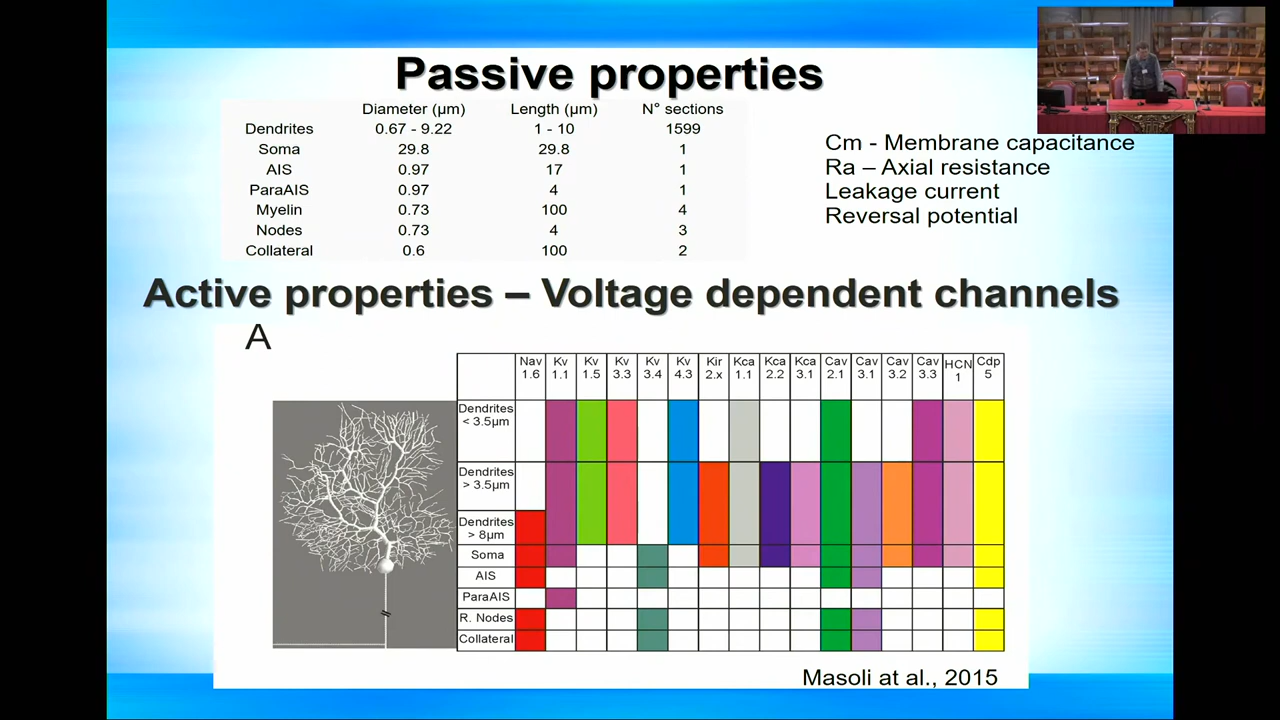 Passive properties
Diameter (µm) Length (µm) N° sections
Dendrites 0.67 - 9.22 1 - 10 1599
Soma 29.8 29.8 1
AIS 0.97 17 1
ParaAIS 0.97 4 1
Myelin 0.73 100 4
Nodes 0.73 4 3
Collateral 0.6 100 2
Cm - Membrane capacitance
Ra – Axial resistance
Leakage current
Reversal potential
Active properties – Voltage dependent channels
A
Nav 1.6 Kv 1.1 Kv 1.5 Kv 3.3 Kv 3.4 Kv 4.3 Kir 2.x Kca 1.1 Kca 2.2 Kca 3.1 Cav 2.1 Cav 3.1 Cav 3.2 Cav 3.3 HCN 1 Cdp 5
Dendrites
< 3.5µm
Dendrites
> 3.5µm
Dendrites
> 8µm
Soma
AIS
ParaAIS
R. Nodes
Collateral
Masoli at al., 2015